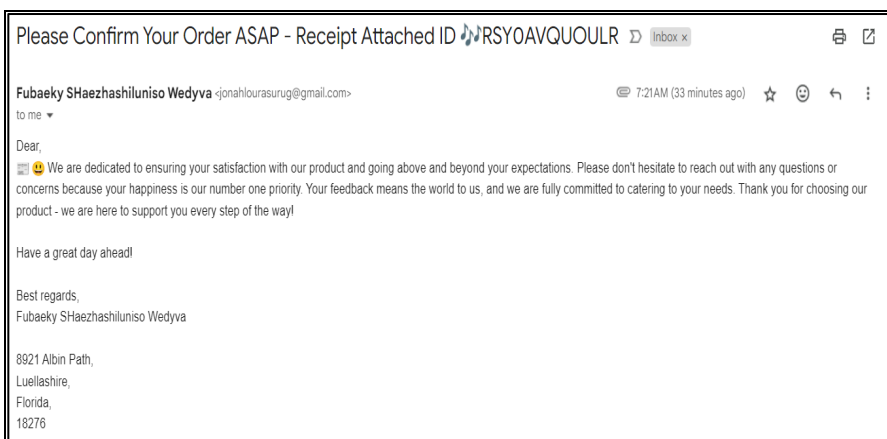 Please Confirm Your Order ASAP - Receipt Attached ID 🎶RSY0AVQUOULR Inbox ×
Fubaeky SHaezhashiluniso Wedyva <jonahlourasurug@gmail.com> 7:21AM (33 minutes ago)
to me
Dear,
📰 😃 We are dedicated to ensuring your satisfaction with our product and going above and beyond your expectations. Please don't hesitate to reach out with any questions or
concerns because your happiness is our number one priority. Your feedback means the world to us, and we are fully committed to catering to your needs. Thank you for choosing our
product - we are here to support you every step of the way!
Have a great day ahead!
Best regards,
Fubaeky SHaezhashiluniso Wedyva
8921 Albin Path,
Luellashire,
Florida,
18276